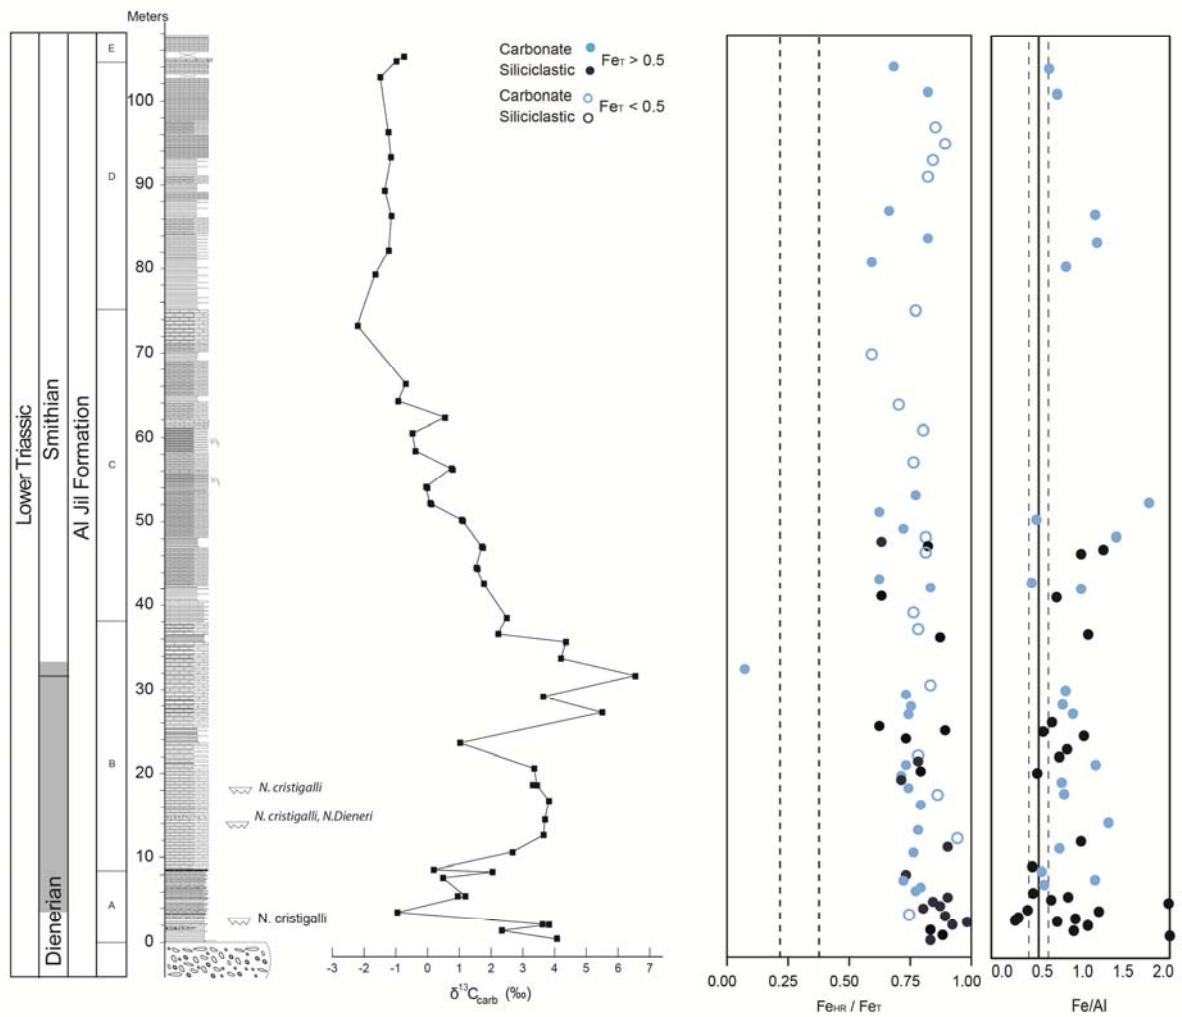 Meters
Lower Triassic
Smithian
Dienerian
Al Jil Formation
E
D
C
B
A
100
90
80
70
60
50
40
30
20
10
0
N. cristigalli
N. cristigalli, N.Dieneri
N. cristigalli
-3 -2 -1 0 1 2 3 4 5 6 7
δ13Ccarb (‰)
Carbonate
Siliciclastic
FeT > 0.5
Carbonate
Siliciclastic
FeT < 0.5
0.00 0.50 0.75 1.00
FeHR / FeT
0.0 0.5 1.0 1.5 2.0
Fe/Al